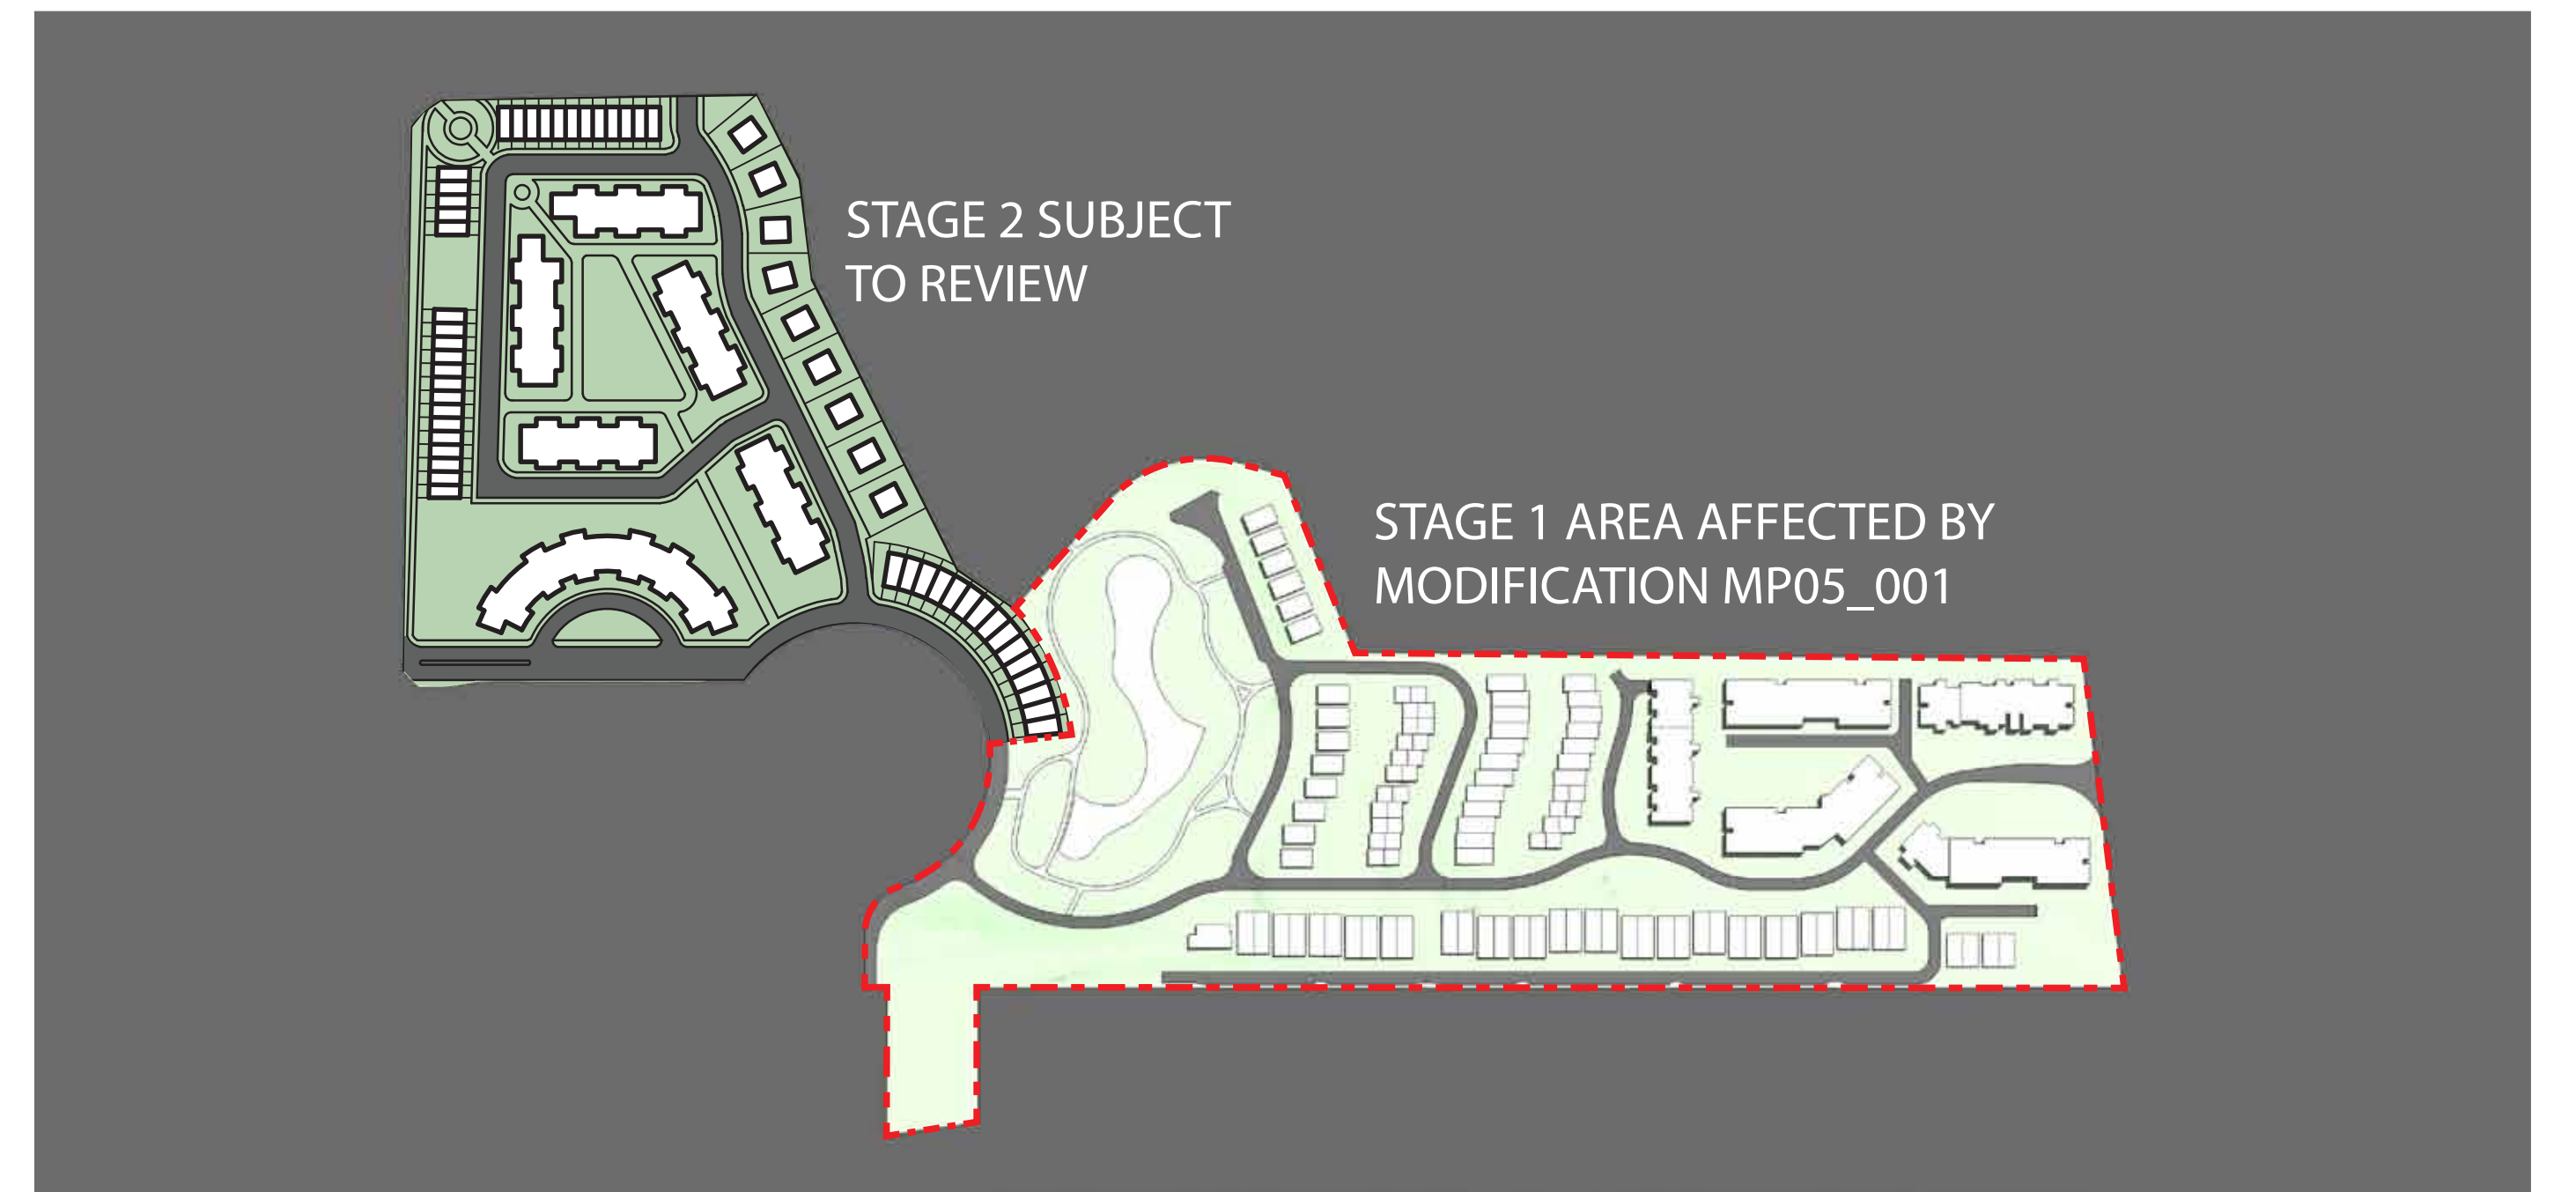 STAGE 2 SUBJECT
TO REVIEW
STAGE 1 AREA AFFECTED BY
MODIFICATION MP05_001